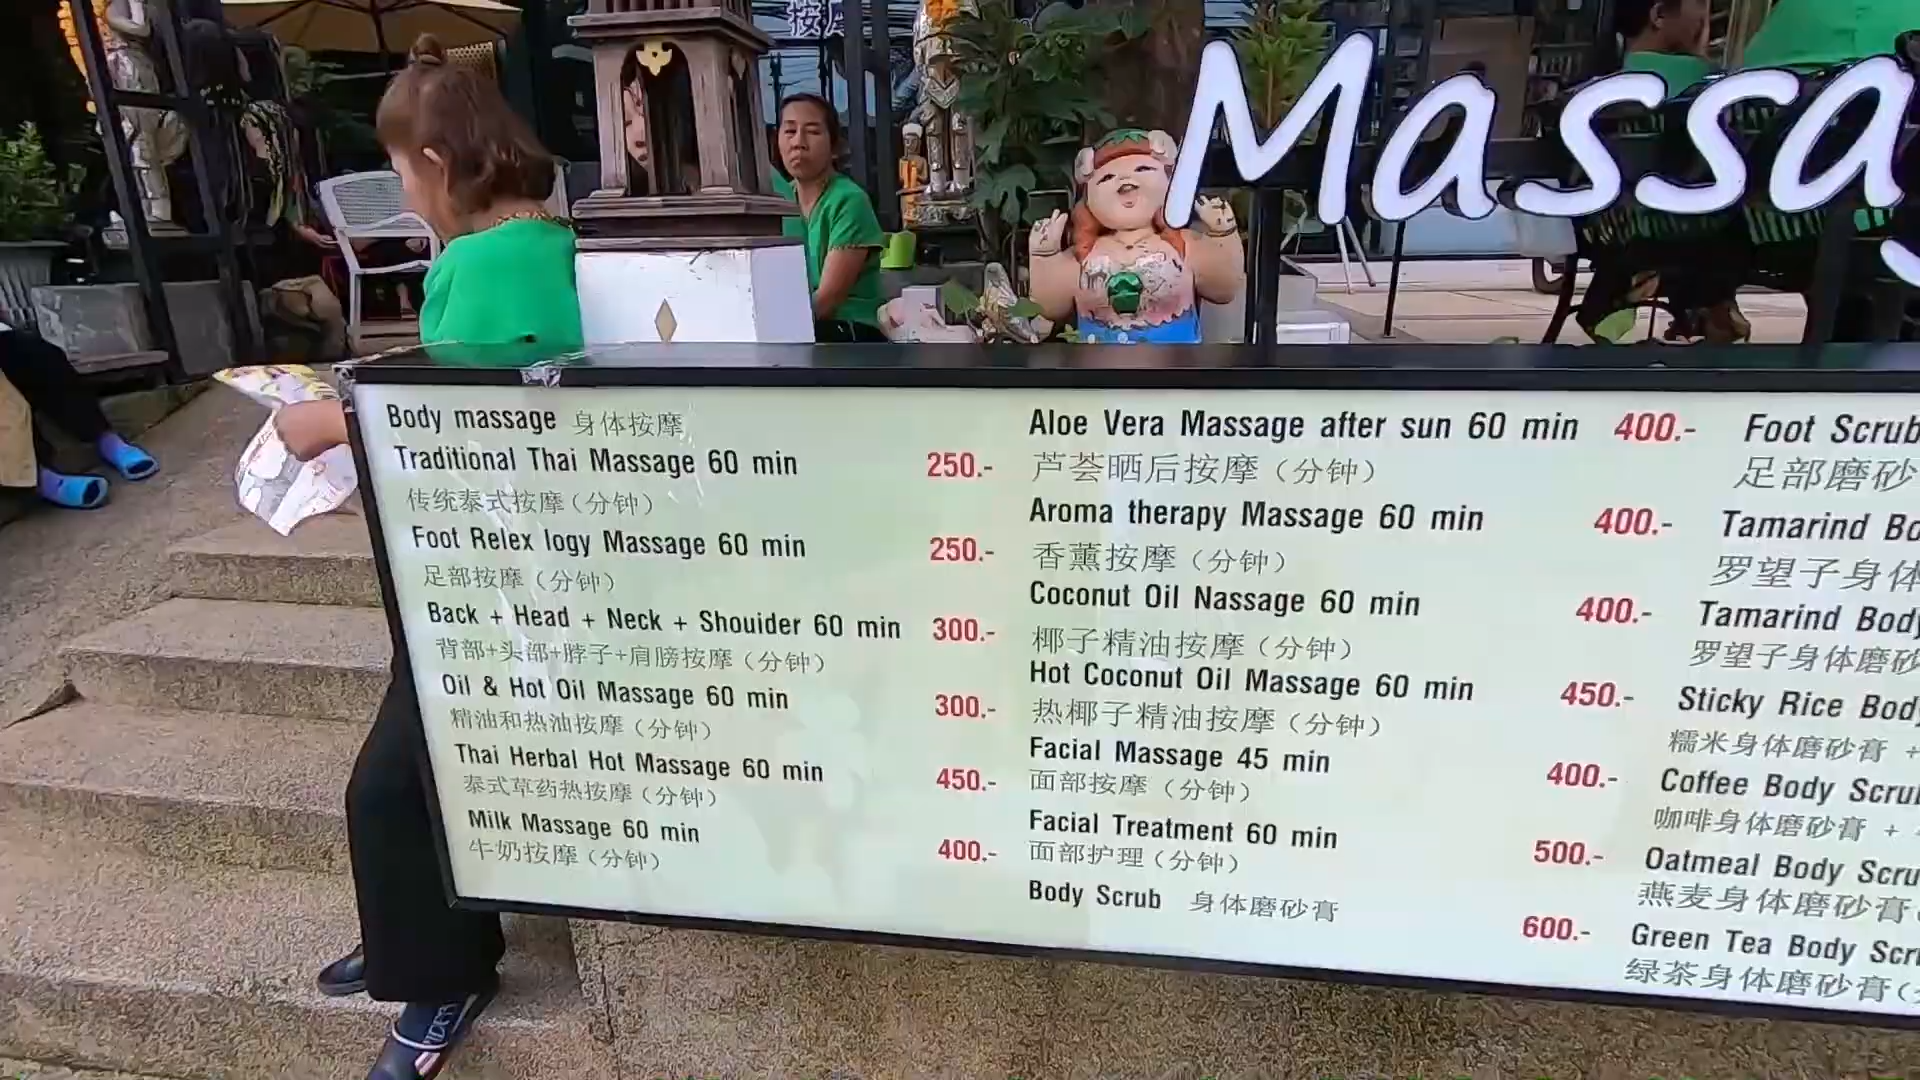 按
Massa
Body massage 身体按摩
Traditional Thai Massage 60 min 250.-
传统泰式按摩（分钟）
Foot Relex logy Massage 60 min 250.-
足部按摩（分钟）
Back + Head + Neck + Shouider 60 min 300.-
背部+头部+脖子+肩膀按摩（分钟）
Oil & Hot Oil Massage 60 min 300.-
精油和热油按摩（分钟）
Thai Herbal Hot Massage 60 min 450.-
泰式草药热按摩（分钟）
Milk Massage 60 min 400.-
牛奶按摩（分钟）
Aloe Vera Massage after sun 60 min 400.-
芦荟晒后按摩（分钟）
Aroma therapy Massage 60 min 400.-
香薰按摩（分钟）
Coconut Oil Nassage 60 min 400.-
椰子精油按摩（分钟）
Hot Coconut Oil Massage 60 min 450.-
热椰子精油按摩（分钟）
Facial Massage 45 min 400.-
面部按摩（分钟）
Facial Treatment 60 min 500.-
面部护理（分钟）
Body Scrub 身体磨砂膏 600.-
Foot Scrub
足部磨砂
Tamarind Bo
罗望子身体
Tamarind Body
罗望子身体磨砂
Sticky Rice Body
糯米身体磨砂膏 +
Coffee Body Scru
咖啡身体磨砂膏 +
Oatmeal Body Scru
燕麦身体磨砂膏
Green Tea Body Scr
绿茶身体磨砂膏（